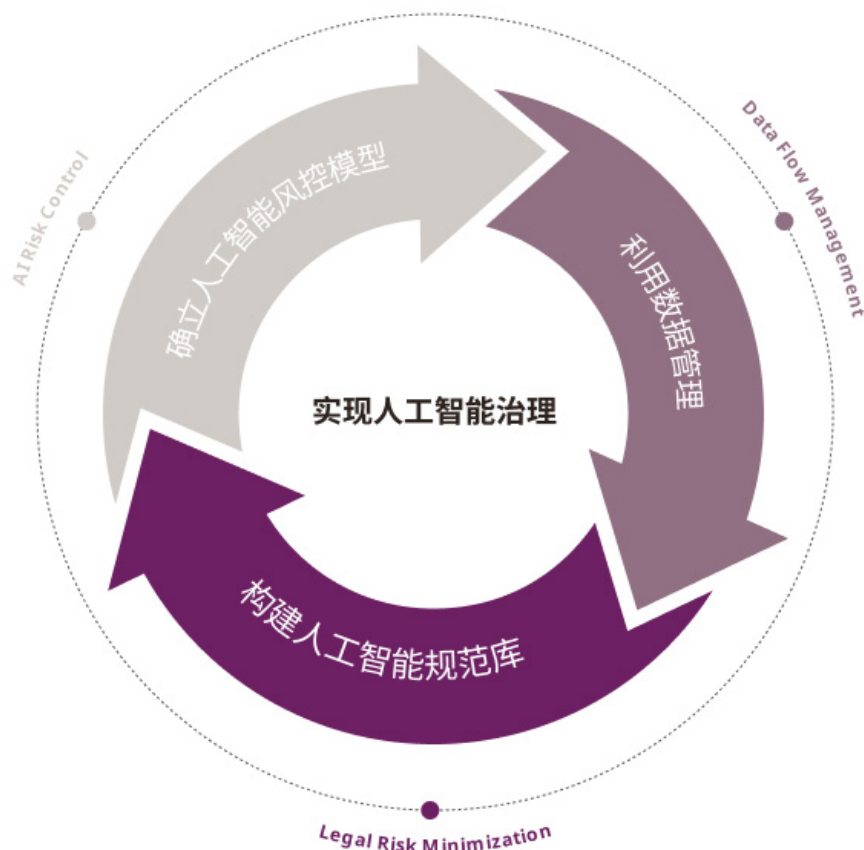 AI Risk Control
确立人工智能风控模型
Data Flow Management
利用数据管理
实现人工智能治理
构建人工智能规范库
Legal Risk Minimization